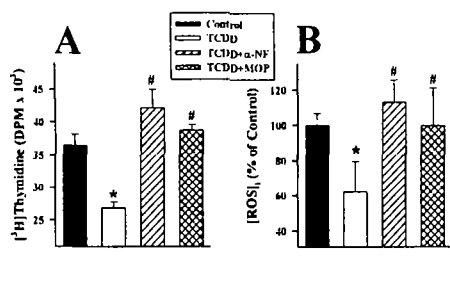 Control
TCDD
TCDD+α-NF
TCDD+MOP
A
[³H]Thymidine (DPM x 10³)
45
40
35
30
25
*
#
#
B
[ROS]i (% of Control)
120
100
80
60
40
*
#
#